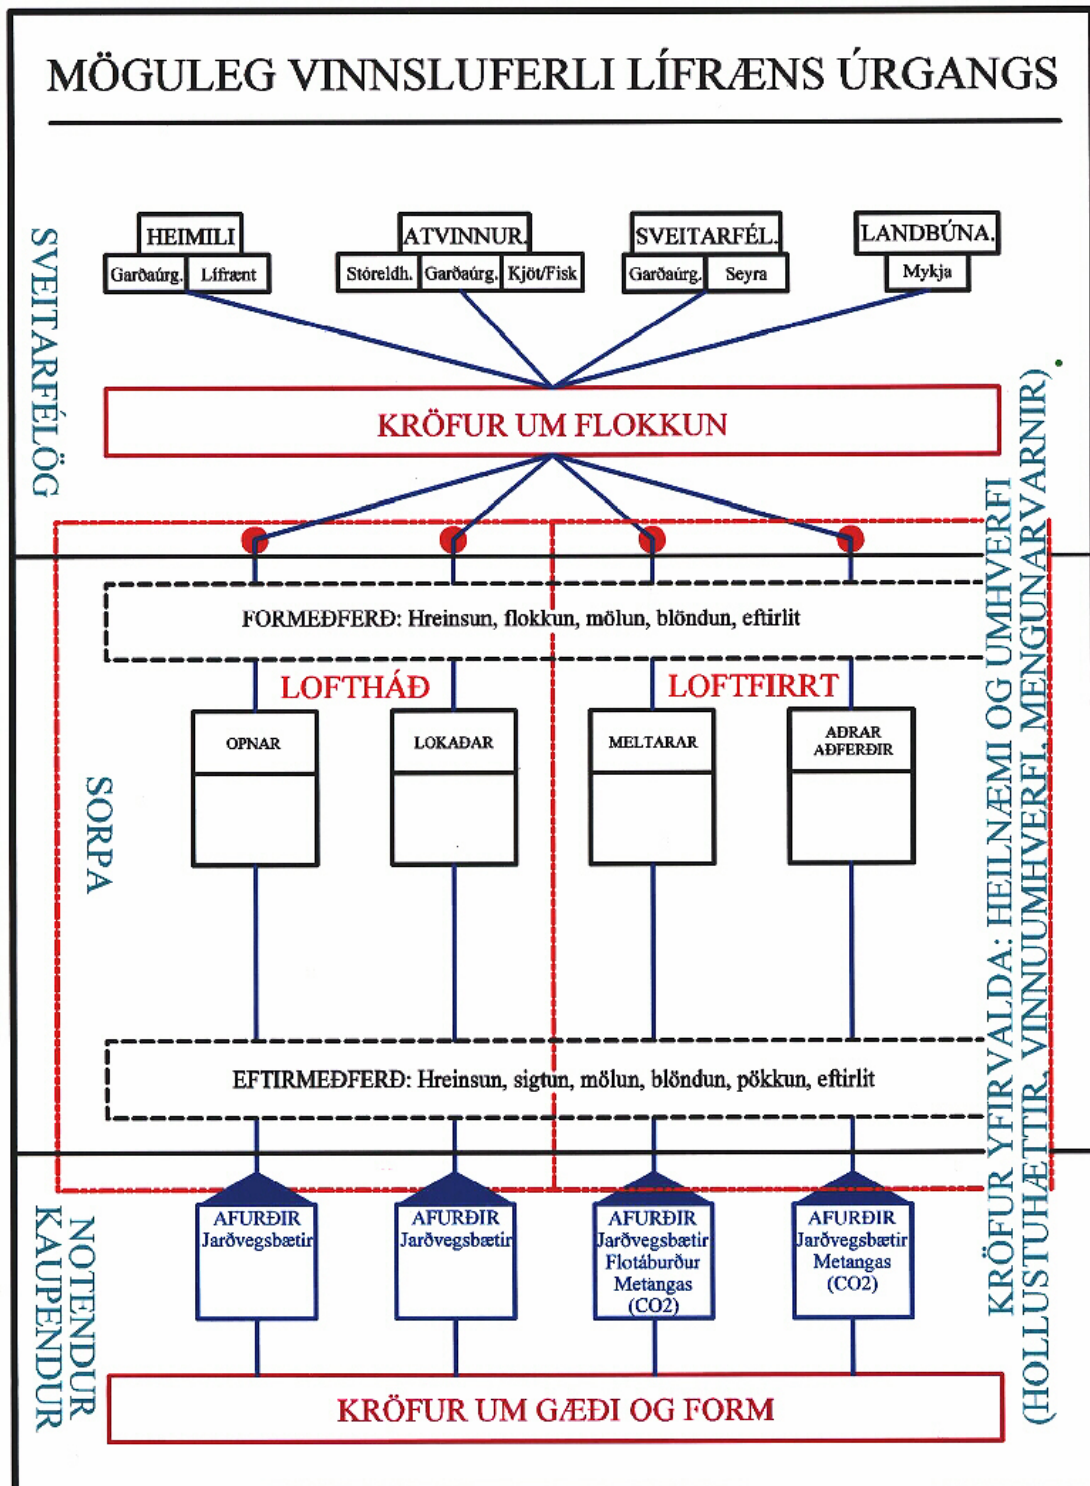 MÖGULEG VINNSLUFERLI LÍFRÆNS ÚRGANGS
HEIMILI
Garðaúrg. Lífrænt
ATVINNUR.
Stóreldh. Garðaúrg. Kjöt/Fisk
SVEITARFÉL.
Garðaúrg. Seyra
LANDBÚNA.
Mykja
SVEITARFÉLÖG
KRÖFUR UM FLOKKUN
FORMEÐFERÐ: Hreinsun, flokkun, mölun, blöndun, eftirlit
LOFTHÁÐ
LOFTFIRRT
OPNAR
LOKAÐAR
MELTARAR
AÐRAR
AÐFERÐIR
SORPA
EFTIRMEÐFERÐ: Hreinsun, sigtun, mölun, blöndun, pökkun, eftirlit
AFURÐIR
Jarðvegsbætir
AFURÐIR
Jarðvegsbætir
AFURÐIR
Jarðvegsbætir
Flotáburður
Metangas
(CO2)
AFURÐIR
Jarðvegsbætir
Metangas
(CO2)
NOTENDUR
KAUPENDUR
KRÖFUR UM GÆÐI OG FORM
KRÖFUR YFIRVALDA: HEILNÆMI OG UMHVERFI
(HOLLUSTUHÆTTIR, VINNUUMHVERFI, MENGUNARVARNIR)